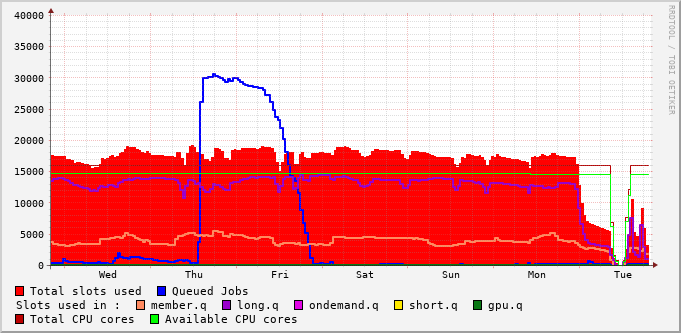 40000
35000
30000
25000
20000
15000
10000
5000
0
Wed Thu Fri Sat Sun Mon Tue
RRDTOOL / TOBI OETIKER
Total slots used Queued Jobs
Slots used in : member.q long.q ondemand.q short.q gpu.q
Total CPU cores Available CPU cores